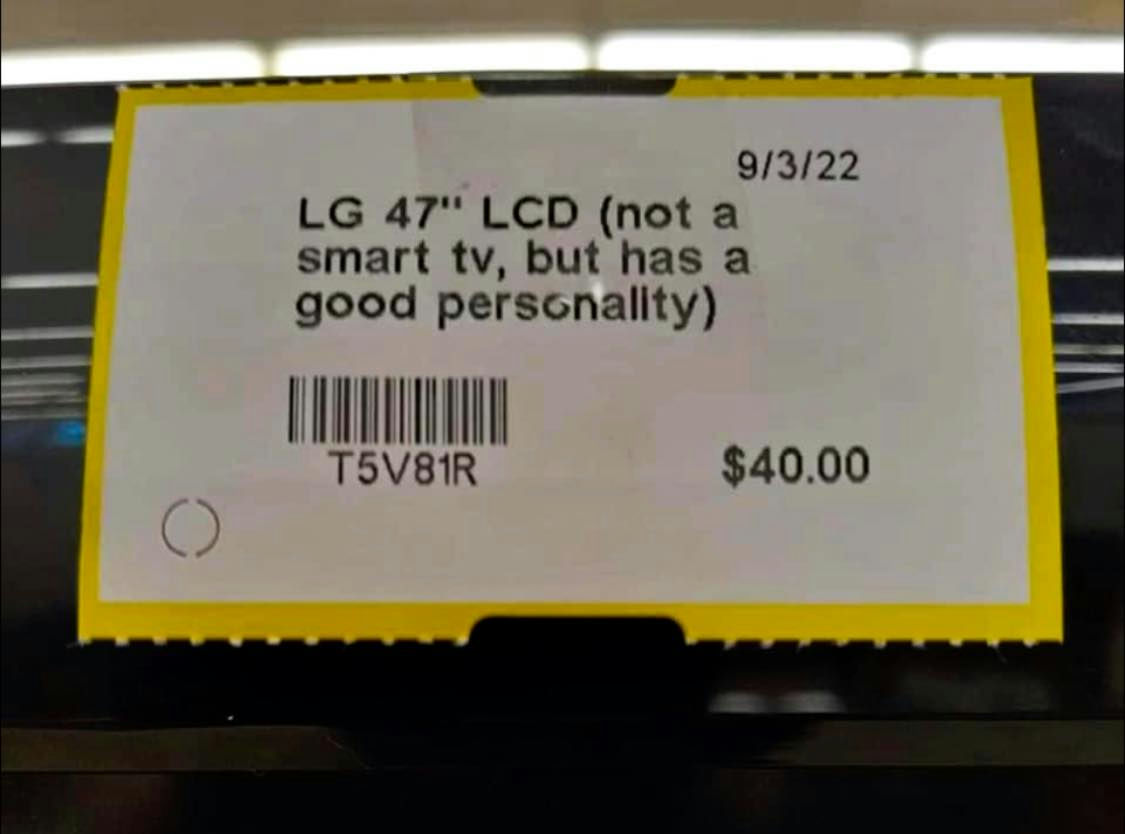 9/3/22
LG 47" LCD (not a
smart tv, but has a
good personality)
T5V81R
$40.00